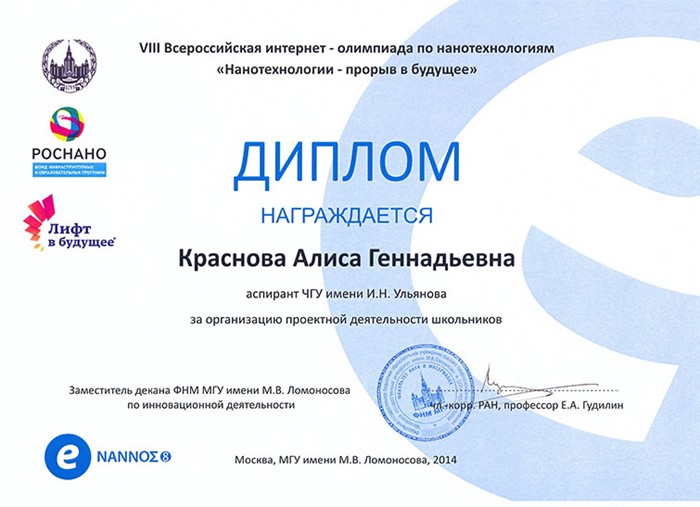 VIII Всероссийская интернет - олимпиада по нанотехнологиям
«Нанотехнологии - прорыв в будущее»
РОСНАНО
ФОНД ИНФРАСТРУКТУРНЫХ
И ОБРАЗОВАТЕЛЬНЫХ ПРОГРАММ
Лифт
в будущее
ДИПЛОМ
НАГРАЖДАЕТСЯ
Краснова Алиса Геннадьевна
аспирант ЧГУ имени И.Н. Ульянова
за организацию проектной деятельности школьников
Заместитель декана ФНМ МГУ имени М.В. Ломоносова
по инновационной деятельности
чл.-корр. РАН, профессор Е.А. Гудилин
ФНМ МГУ
e NANNOΣ 8
Москва, МГУ имени М.В. Ломоносова, 2014